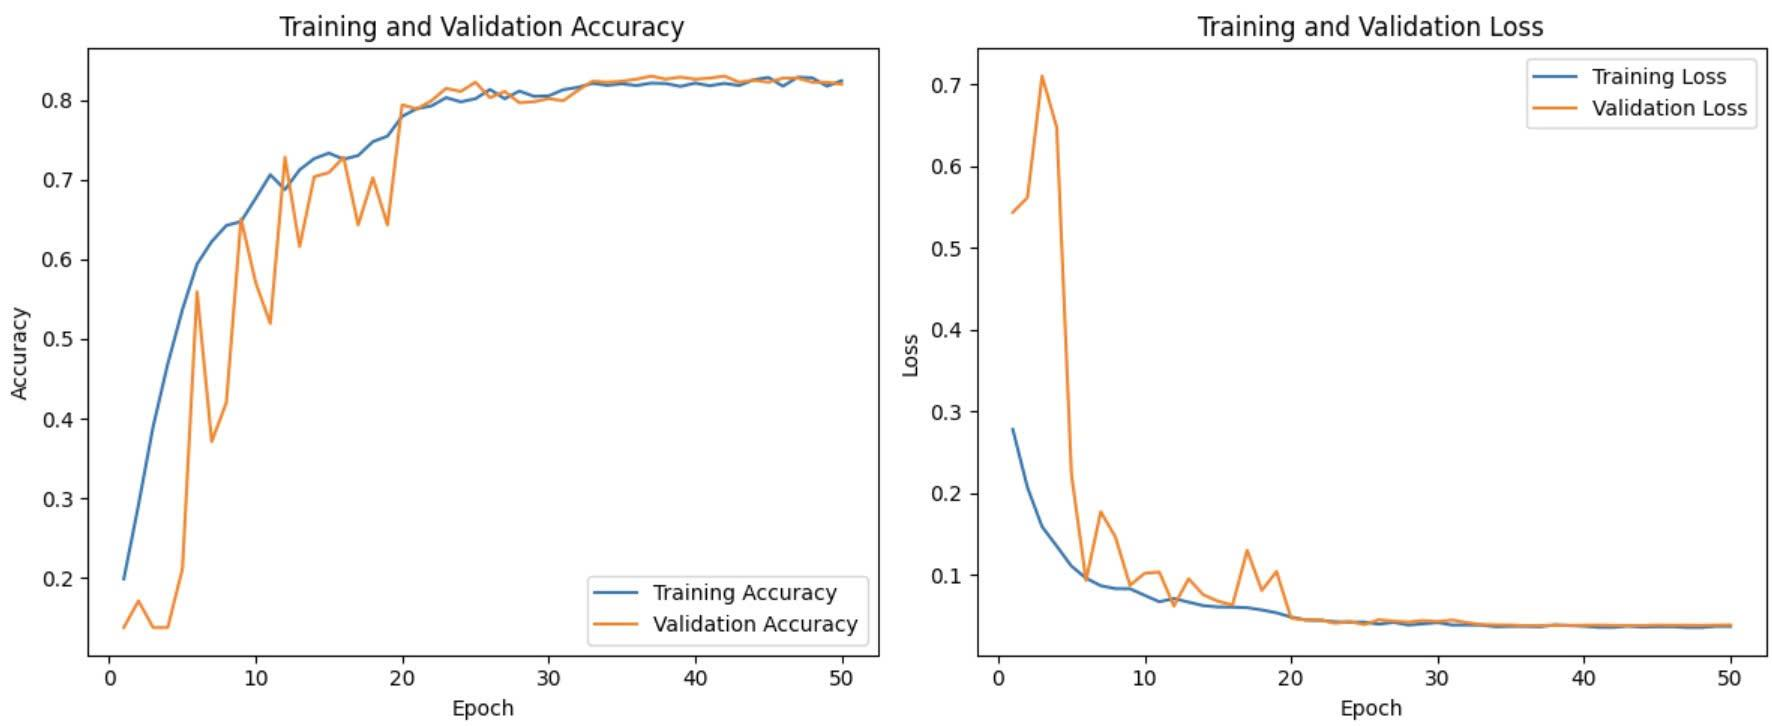 Training and Validation Accuracy
Accuracy
0.8
0.7
0.6
0.5
0.4
0.3
0.2
Training Accuracy
Validation Accuracy
0 10 20 30 40 50
Epoch
Training and Validation Loss
Loss
0.7
0.6
0.5
0.4
0.3
0.2
0.1
Training Loss
Validation Loss
0 10 20 30 40 50
Epoch